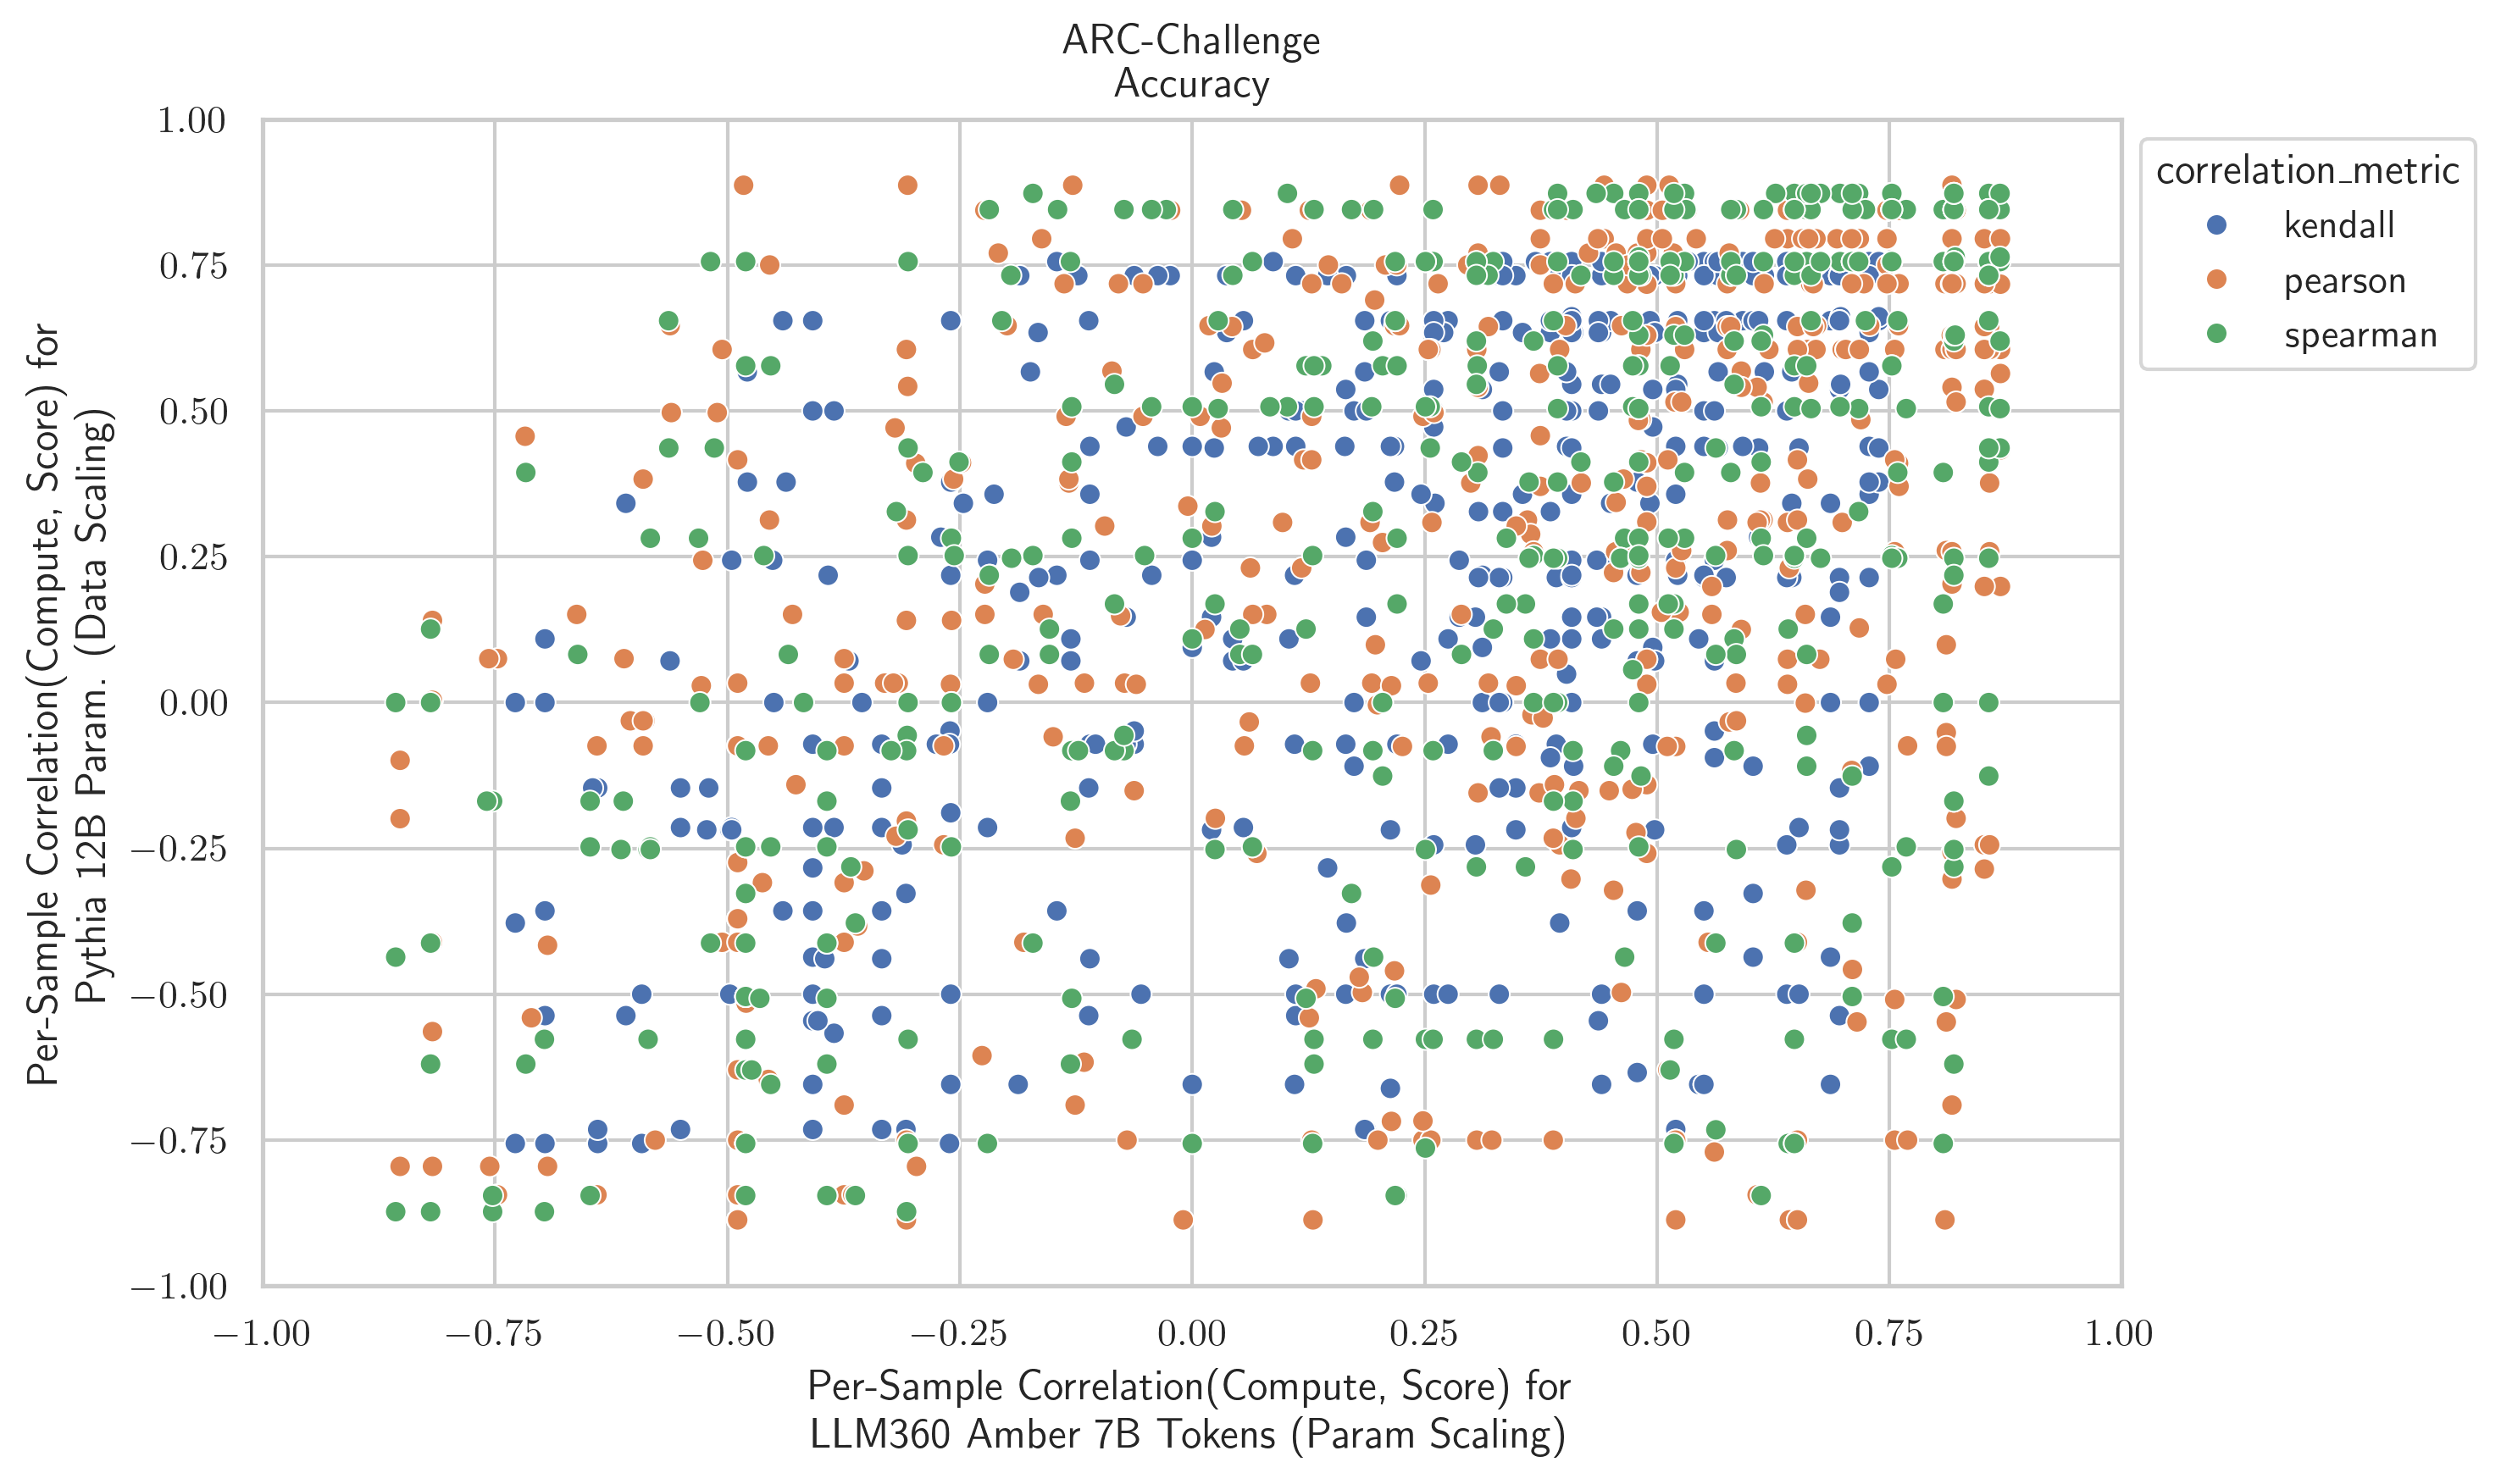 ARC-Challenge
Accuracy
1.00
0.75
0.50
0.25
0.00
−0.25
−0.50
−0.75
−1.00
Per-Sample Correlation(Compute, Score) for
Pythia 12B Param. (Data Scaling)
correlation_metric
kendall
pearson
spearman
−1.00 −0.75 −0.50 −0.25 0.00 0.25 0.50 0.75 1.00
Per-Sample Correlation(Compute, Score) for
LLM360 Amber 7B Tokens (Param Scaling)